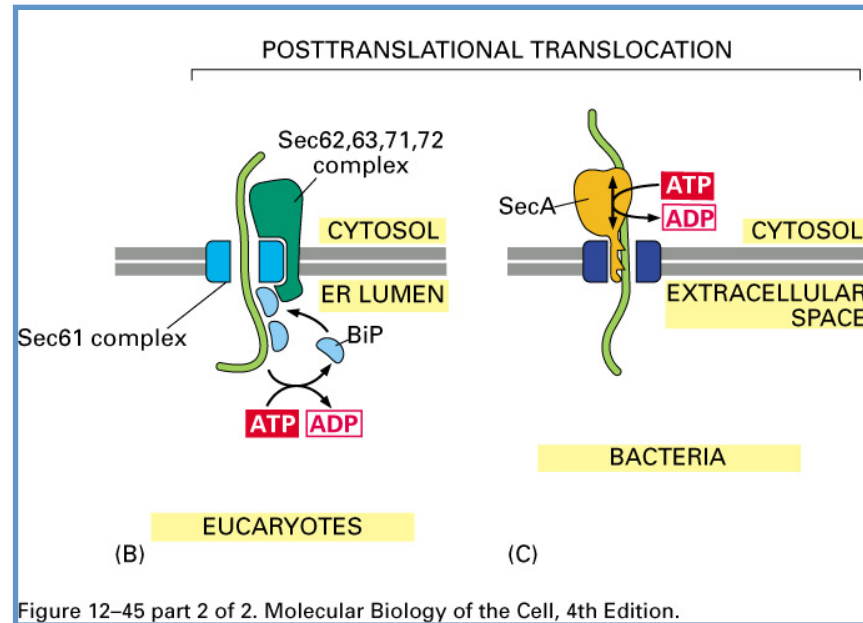 POSTTRANSLATIONAL TRANSLOCATION
Sec62,63,71,72
complex
CYTOSOL
ER LUMEN
Sec61 complex
BiP
ATP ADP
EUCARYOTES
(B)
SecA
ATP
ADP
CYTOSOL
EXTRACELLULAR
SPACE
BACTERIA
(C)
Figure 12–45 part 2 of 2. Molecular Biology of the Cell, 4th Edition.